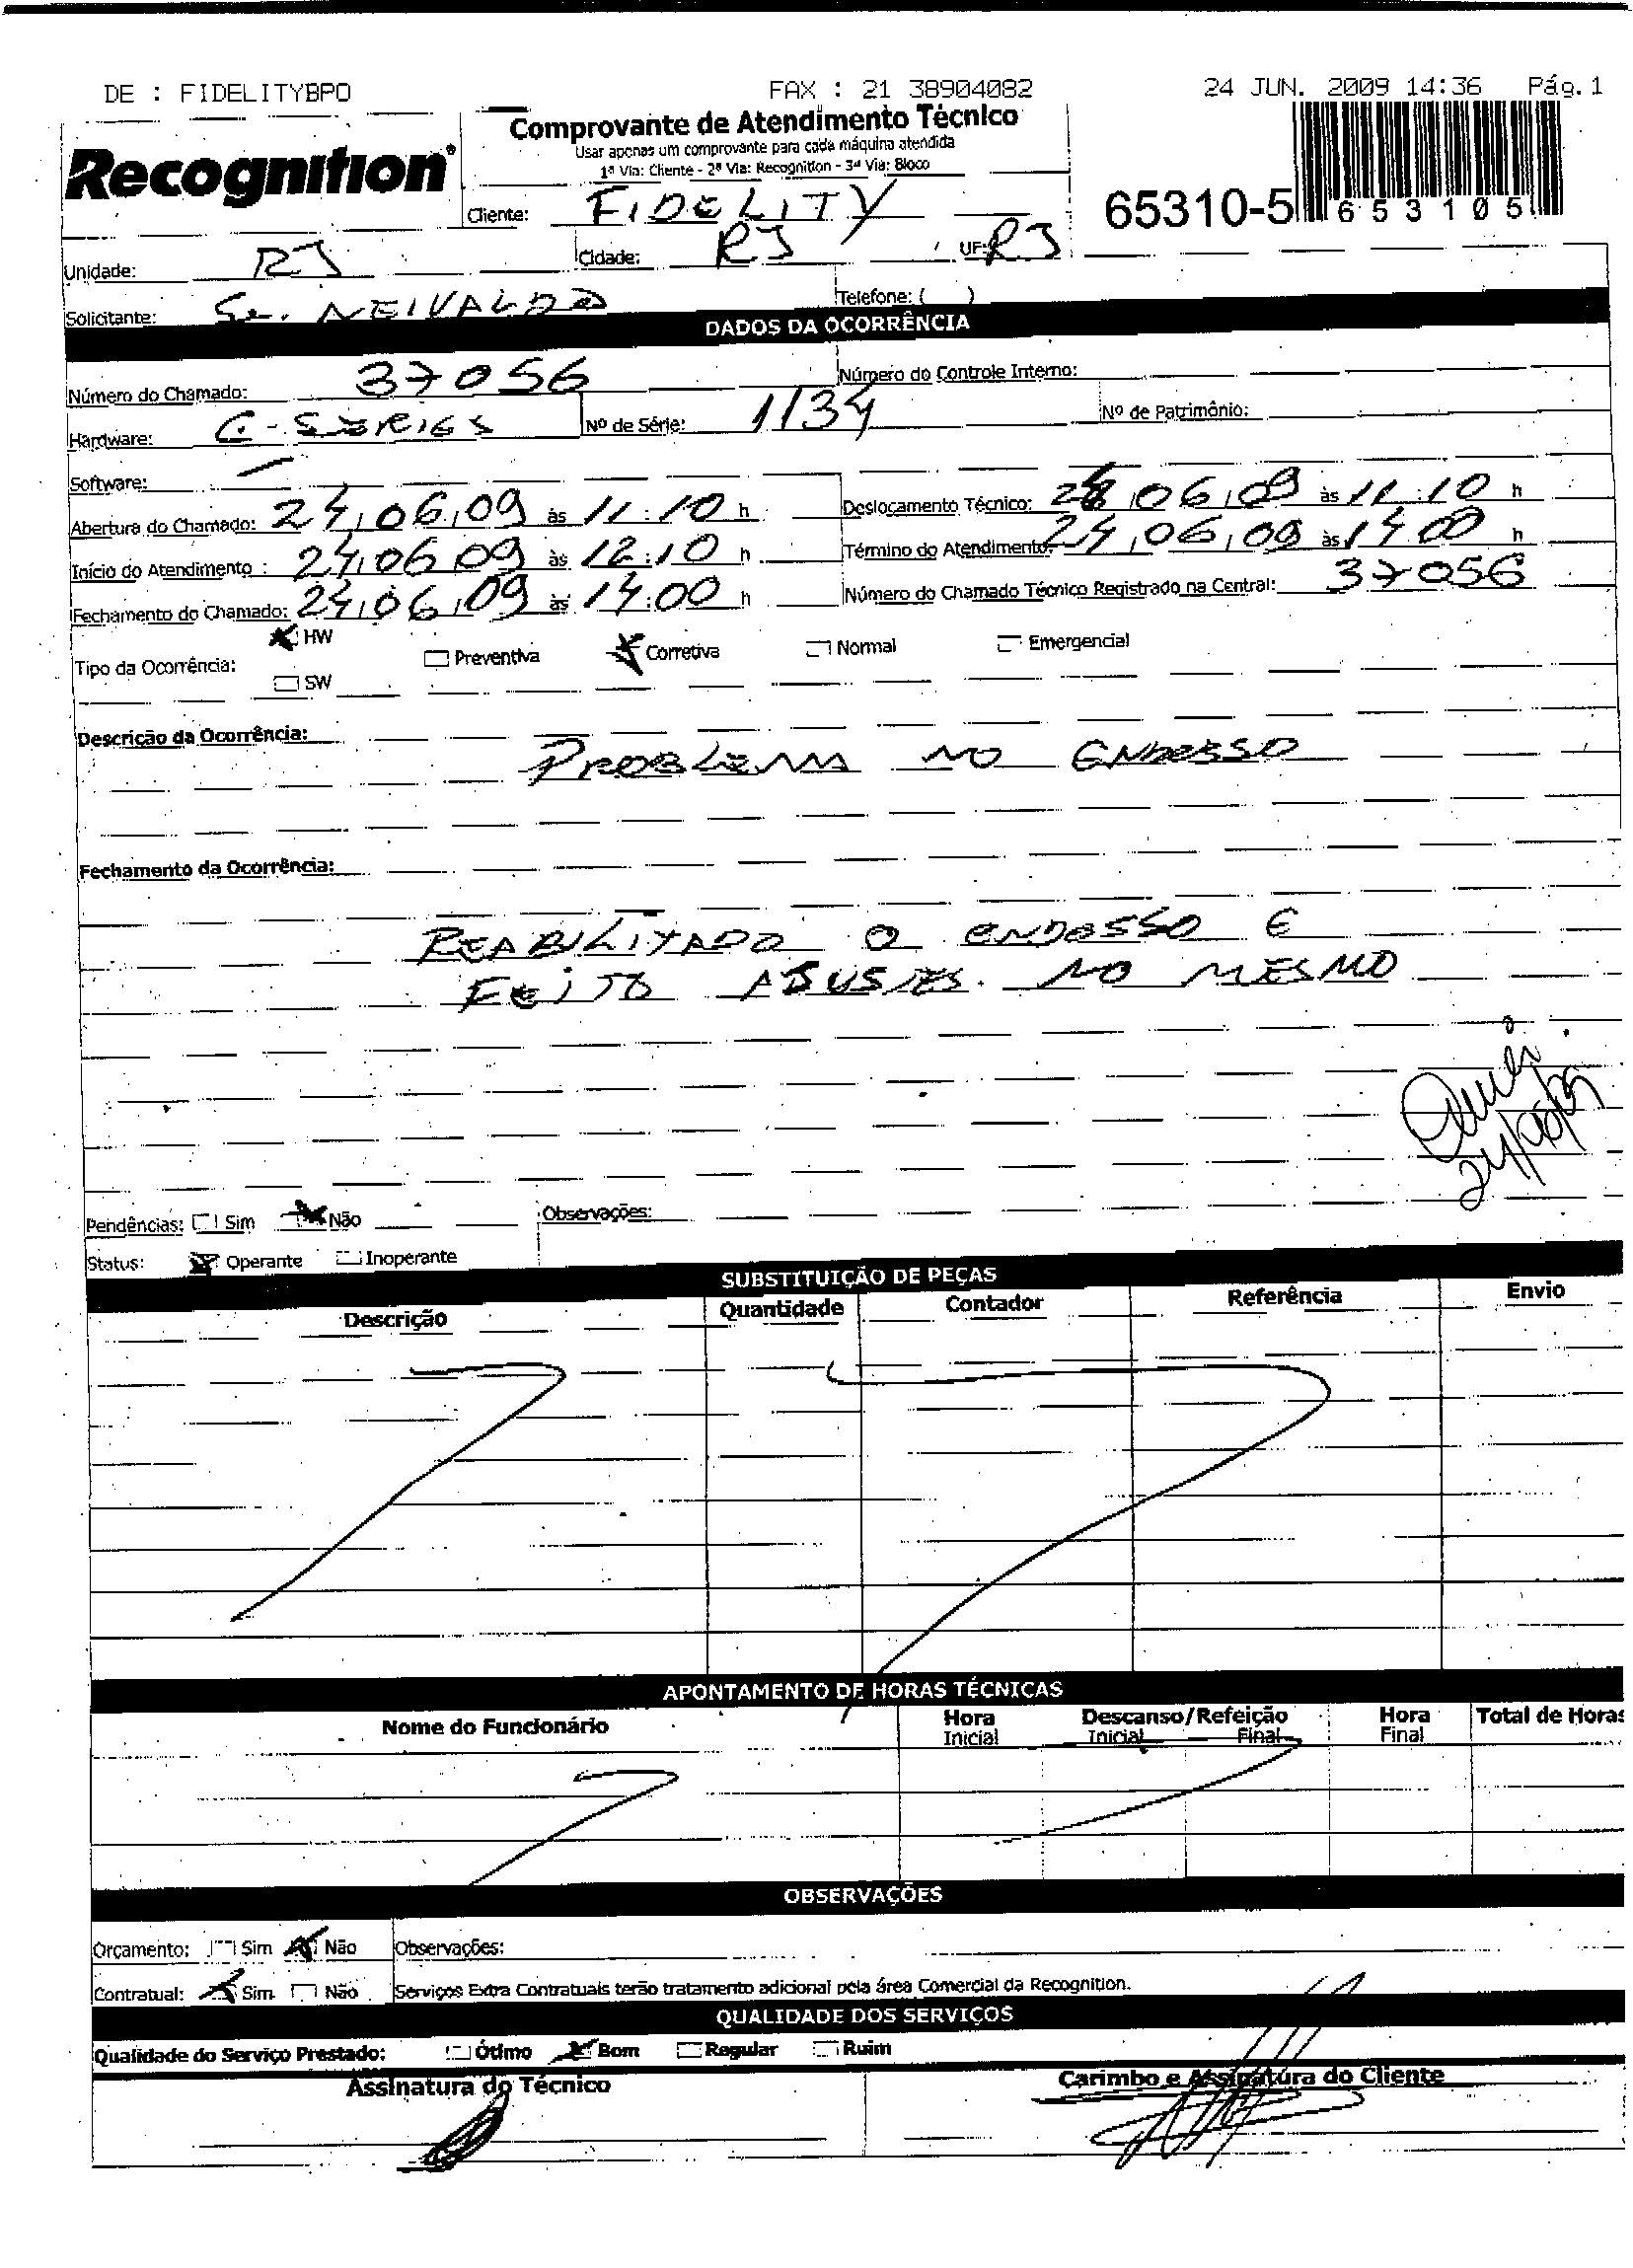 DE : FIDELITYBPO FAX : 21 38904082 24 JUN. 2009 14:36 Pág. 1
Recognition®
Comprovante de Atendimento Técnico
Usar apenas um comprovante para cada máquina atendida
1ª Via: Cliente - 2ª Via: Recognition - 3ª Via: Bloco
65310-5 653105
Cliente: FIDELITY
Unidade: RJ Cidade: RJ UF: RJ
Solicitante: Sr. NEIVALDO Telefone: ( )
DADOS DA OCORRÊNCIA
Número do Chamado: 37056 Número do Controle Interno:
Hardware: C-SERIES Nº de Série: 1134 Nº de Patrimônio:
Software: —
Abertura do Chamado: 24,06,09 às 11:10 h Deslocamento Técnico: 24,06,09 às 11:10 h
Início do Atendimento : 24,06,09 às 12:10 h Término do Atendimento: 24,06,09 às 14:00 h
Fechamento do Chamado: 24,06,09 às 14:00 h Número do Chamado Técnico Registrado na Central: 37056
Tipo da Ocorrência: HW Preventiva Corretiva Normal Emergencial
SW
Descrição da Ocorrência:
PROBLEMA NO ENDOSSO
Fechamento da Ocorrência:
REABILITADO O ENDOSSO E
FEITO AJUSTES. NO MESMO
24/06/09
Pendências: Sim Não Observações:
Status: Operante Inoperante
SUBSTITUIÇÃO DE PEÇAS
Descrição Quantidade Contador Referência Envio
APONTAMENTO DE HORAS TÉCNICAS
Nome do Funcionário Hora Inicial Descanso/Refeição Inicial Final Hora Final Total de Horas
OBSERVAÇÕES
Orçamento: Sim Não Observações:
Contratual: Sim Não Serviços Extra Contratuais terão tratamento adicional pela área Comercial da Recognition.
QUALIDADE DOS SERVIÇOS
Qualidade do Serviço Prestado: Ótimo Bom Regular Ruim
Assinatura do Técnico Carimbo e Assinatura do Cliente